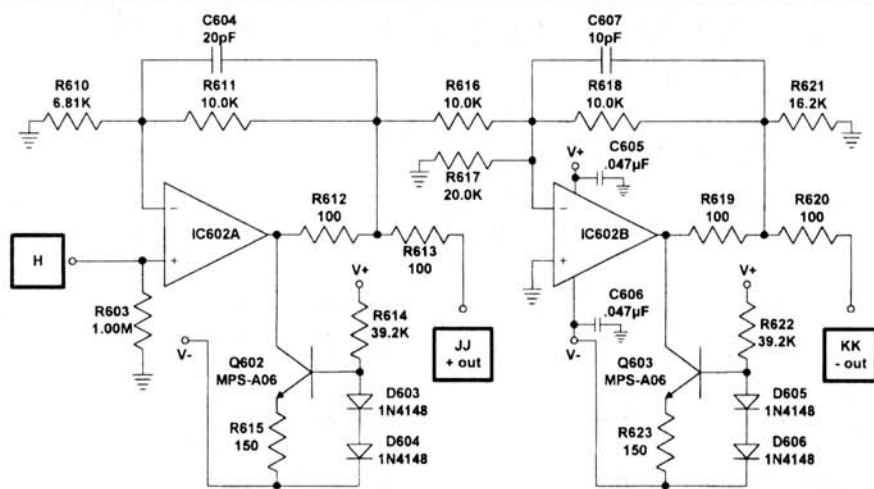 C604
20pF
C607
10pF
R610
6.81K
R611
10.0K
R616
10.0K
R618
10.0K
R621
16.2K
R617
20.0K
V+
C605
.047µF
−
+
IC602A
R612
100
R613
100
−
+
IC602B
R619
100
R620
100
H
R603
1.00M
V+
R614
39.2K
JJ
+ out
V-
Q602
MPS-A06
D603
1N4148
R615
150
D604
1N4148
C606
.047µF
V-
V+
R622
39.2K
KK
- out
Q603
MPS-A06
D605
1N4148
R623
150
D606
1N4148